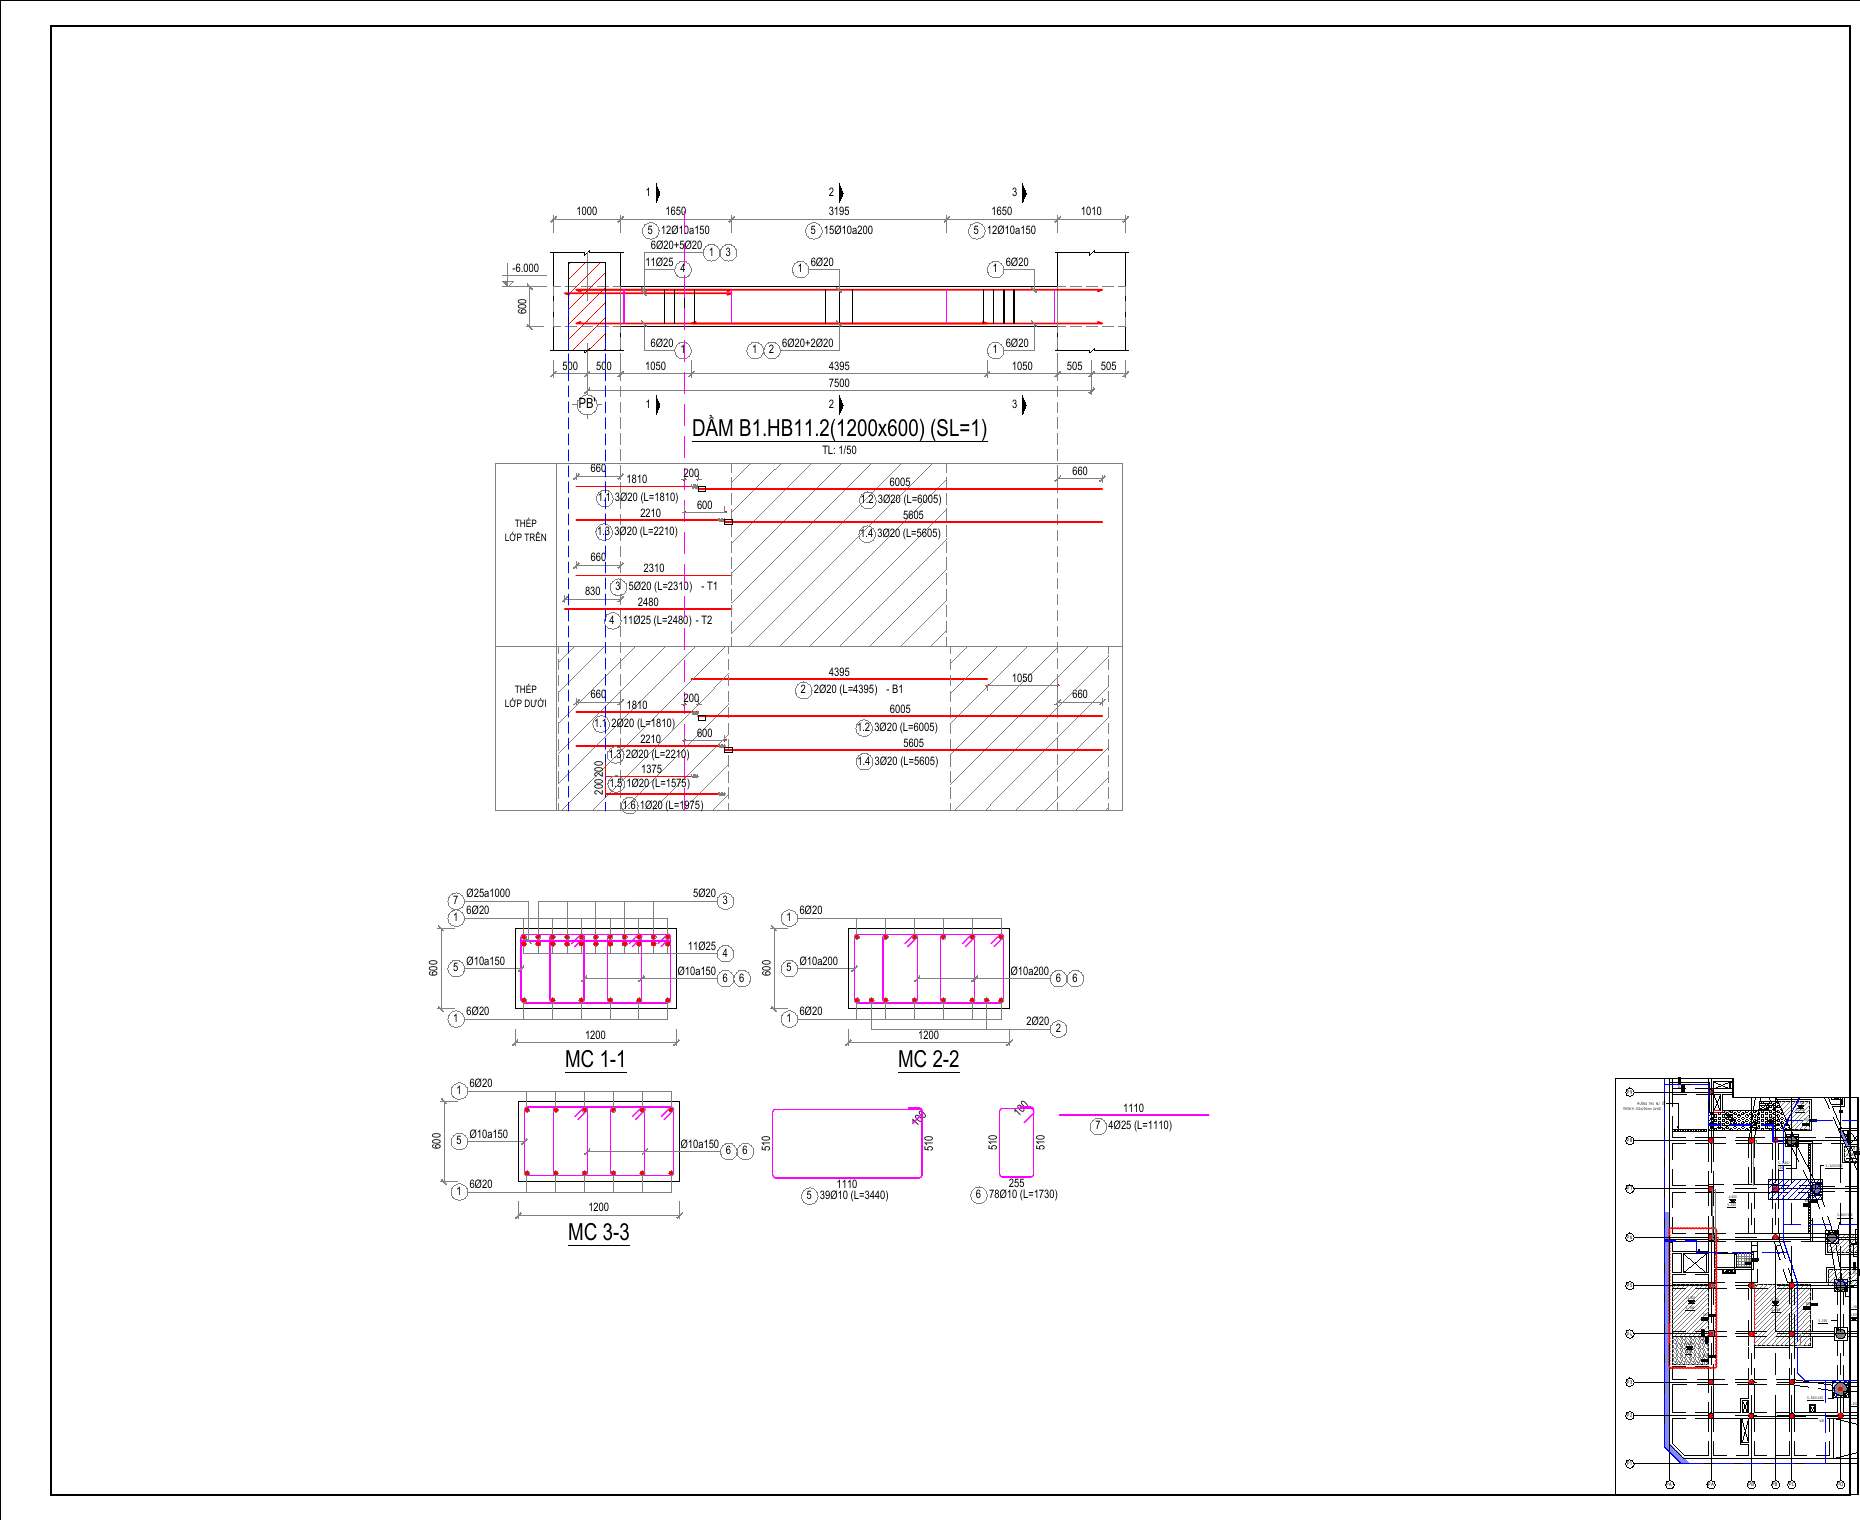 1 2 3
1000 1650 3195 1650 1010
5 12Ø10a150 5 15Ø10a200 5 12Ø10a150
6Ø20+5Ø20 1 3
11Ø25 4 1 6Ø20 1 6Ø20
-6.000
600
6Ø20 1 1 2 6Ø20+2Ø20 1 6Ø20
500 500 1050 4395 1050 505 505
7500
PB'
1 2 3
DẦM B1.HB11.2(1200x600) (SL=1)
TL: 1/50
THÉP
LỚP TRÊN
660 200 660
1810 6005
1.1 3Ø20 (L=1810) 1.2 3Ø20 (L=6005)
600
2210 5605
1.3 3Ø20 (L=2210) 1.4 3Ø20 (L=5605)
660
2310
3 5Ø20 (L=2310) - T1
830
2480
4 11Ø25 (L=2480) - T2
THÉP
LỚP DƯỚI
4395
2 2Ø20 (L=4395) - B1
1050
660 200 660
1810 6005
1.1 2Ø20 (L=1810) 1.2 3Ø20 (L=6005)
600
2210 5605
1.3 2Ø20 (L=2210) 1.4 3Ø20 (L=5605)
200 1375
1.5 1Ø20 (L=1575)
200
1.6 1Ø20 (L=1975)
7 Ø25a1000 5Ø20 3
1 6Ø20
11Ø25 4
600
5 Ø10a150 Ø10a150 6 6
1 6Ø20
1200
MC 1-1
1 6Ø20
600
5 Ø10a200 Ø10a200 6 6
1 6Ø20
2Ø20 2
1200
MC 2-2
1 6Ø20
600
5 Ø10a150 Ø10a150 6 6
1 6Ø20
1200
MC 3-3
510 510
1110
5 39Ø10 (L=3440)
510 510
255
6 78Ø10 (L=1730)
1110
7 4Ø25 (L=1110)